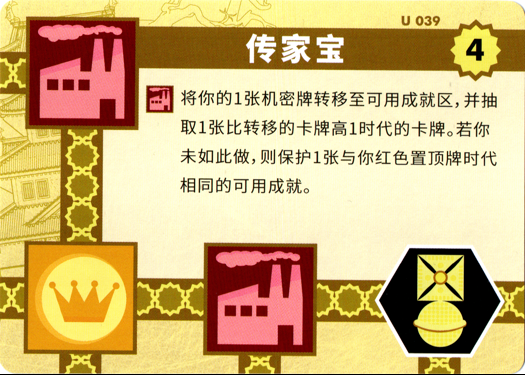 U 039
传家宝
4
将你的1张机密牌转移至可用成就区，并抽
取1张比转移的卡牌高1时代的卡牌。若你
未如此做，则保护1张与你红色置顶牌时代
相同的可用成就。